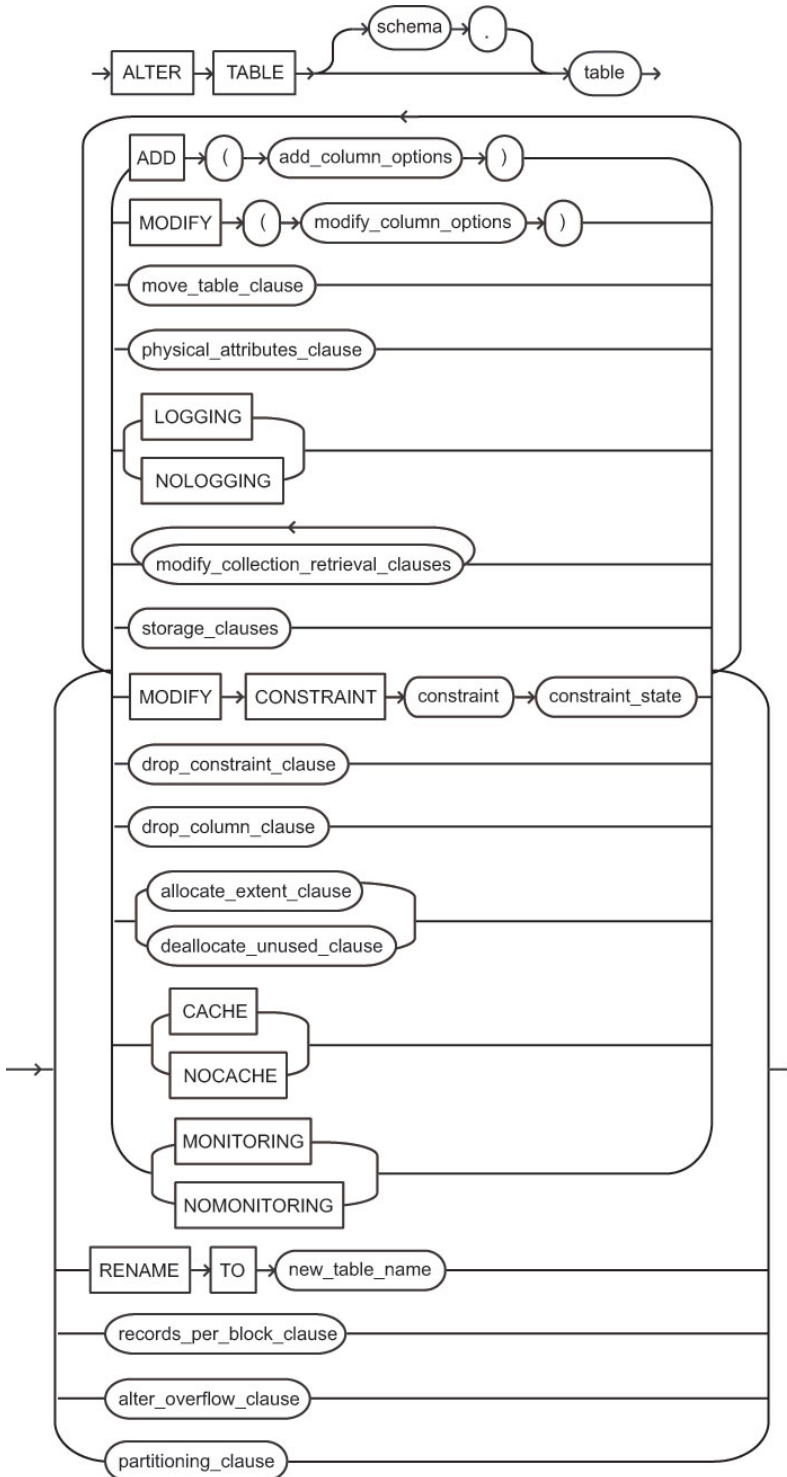 schema .
ALTER TABLE table
ADD ( add_column_options )
MODIFY ( modify_column_options )
move_table_clause
physical_attributes_clause
LOGGING
NOLOGGING
modify_collection_retrieval_clauses
storage_clauses
MODIFY CONSTRAINT constraint constraint_state
drop_constraint_clause
drop_column_clause
allocate_extent_clause
deallocate_unused_clause
CACHE
NOCACHE
MONITORING
NOMONITORING
RENAME TO new_table_name
records_per_block_clause
alter_overflow_clause
partitioning_clause